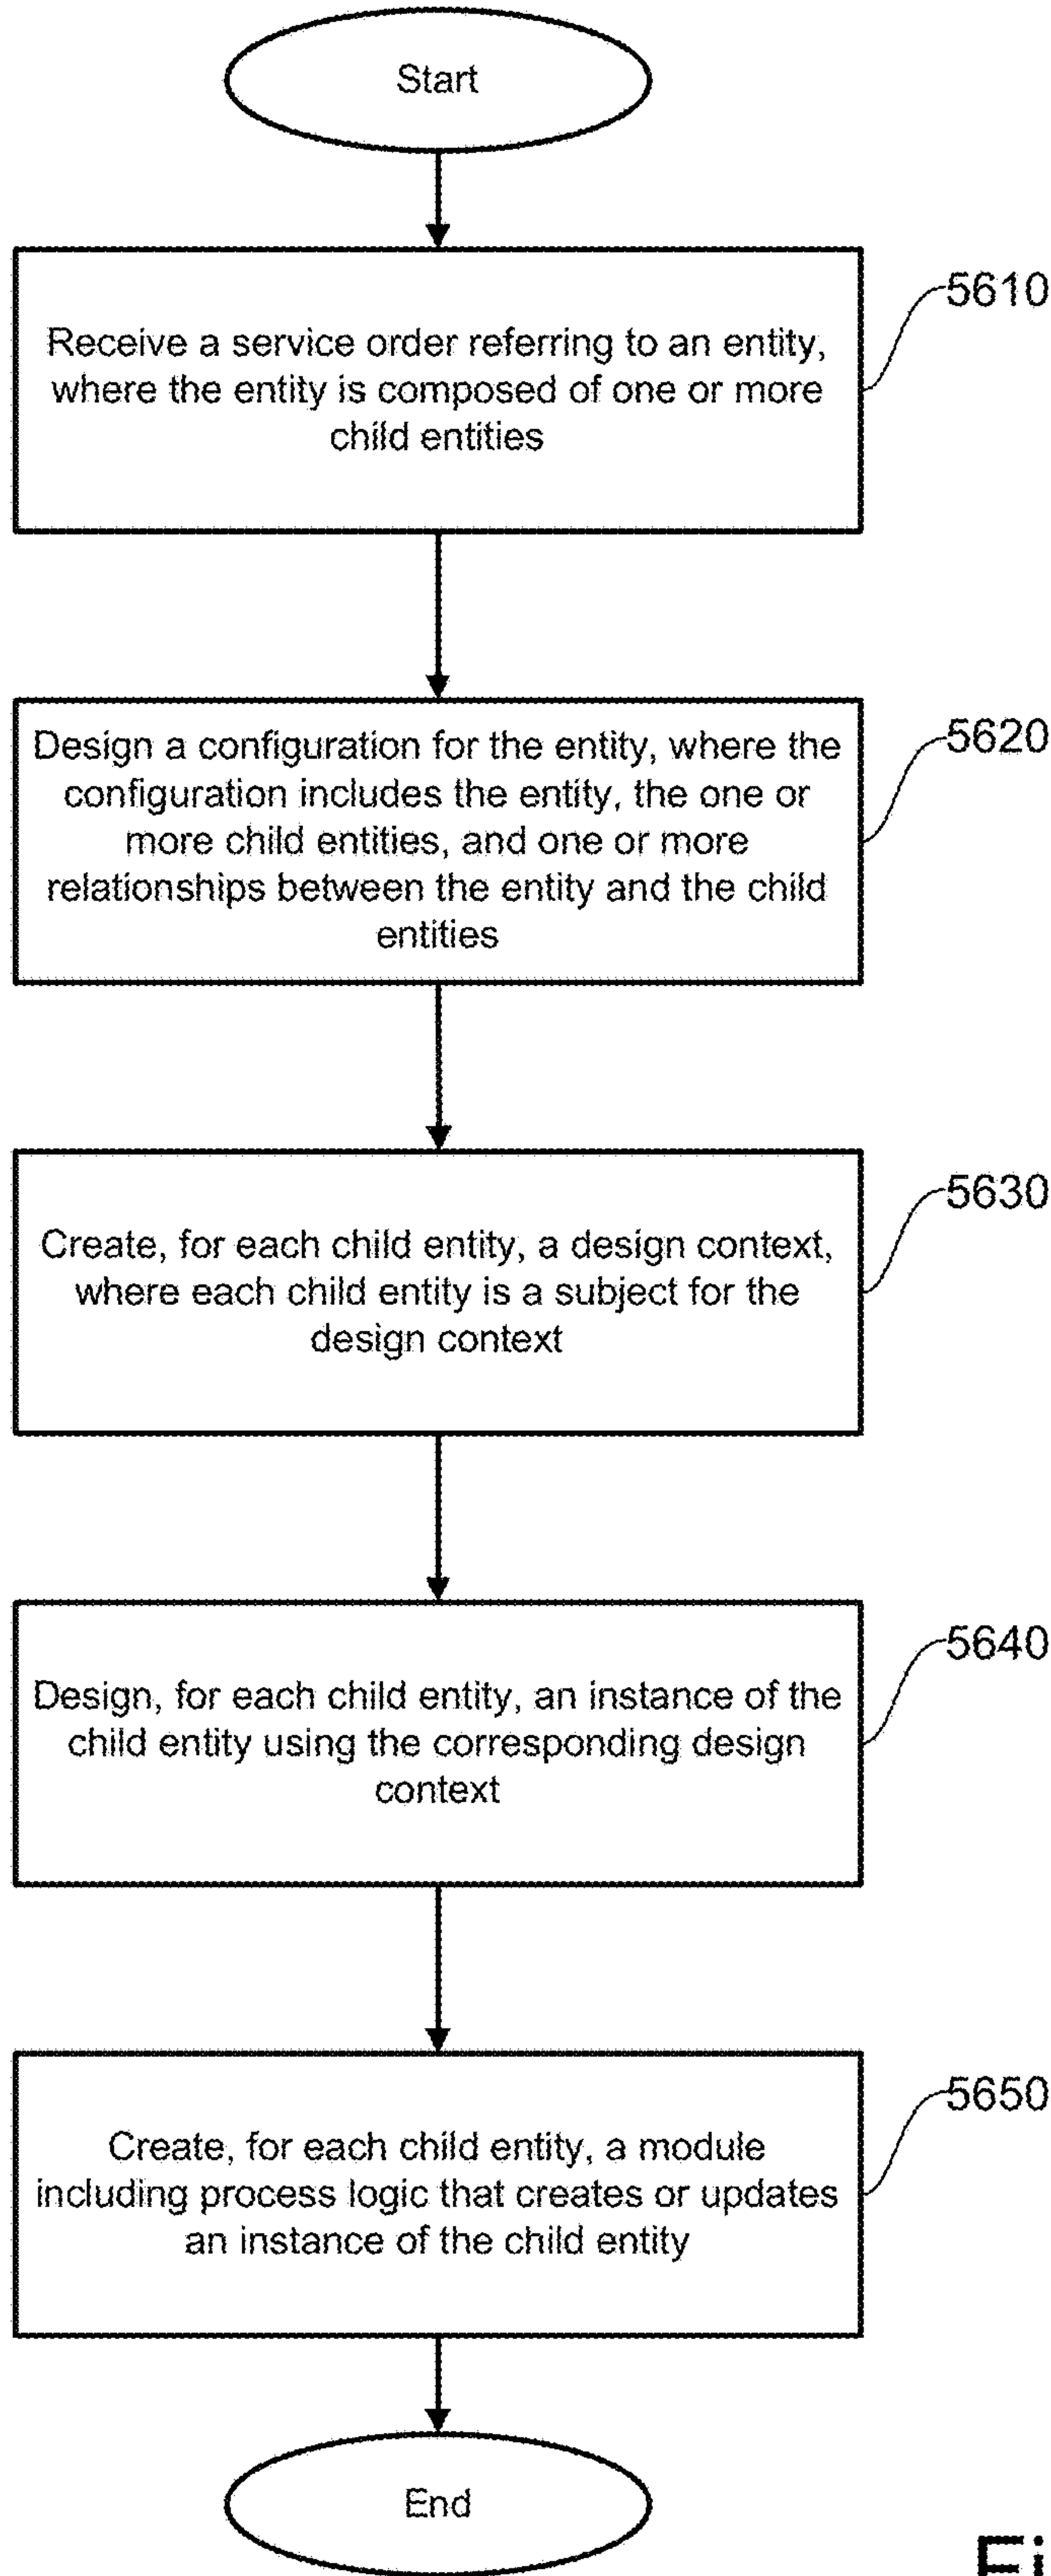 Start
Receive a service order referring to an entity,
where the entity is composed of one or more
child entities
5610
Design a configuration for the entity, where the
configuration includes the entity, the one or
more child entities, and one or more
relationships between the entity and the child
entities
5620
Create, for each child entity, a design context,
where each child entity is a subject for the
design context
5630
Design, for each child entity, an instance of the
child entity using the corresponding design
context
5640
Create, for each child entity, a module
including process logic that creates or updates
an instance of the child entity
5650
End